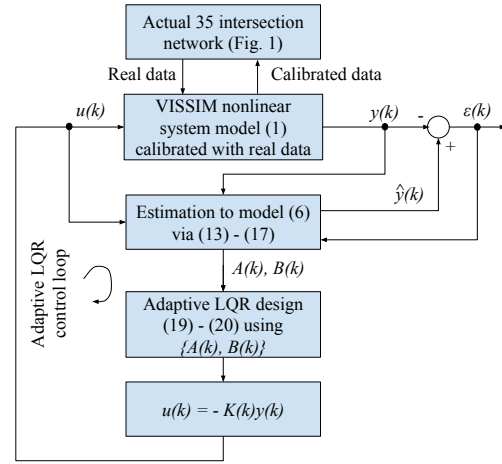 Actual 35 intersection
network (Fig. 1)
Real data
Calibrated data
u(k)
VISSIM nonlinear
system model (1)
calibrated with real data
y(k)
-
+
ε(k)
ŷ(k)
Estimation to model (6)
via (13) - (17)
A(k), B(k)
Adaptive LQR
control loop
Adaptive LQR design
(19) - (20) using
{A(k), B(k)}
u(k) = - K(k)y(k)